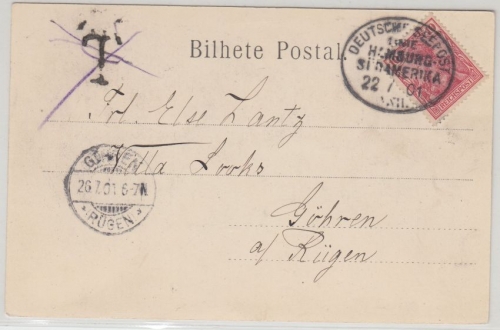 T
Bilhete Postal.
DEUTSCHE SEEPOST
LINIE
HAMBURG-
SÜDAMERIKA
22 7 01
REICHSPOST
Frl. Else Lantz
Villa
Göhren
a/ Rügen
GÖHREN
26.7.01.6-7N.
* RÜGEN *